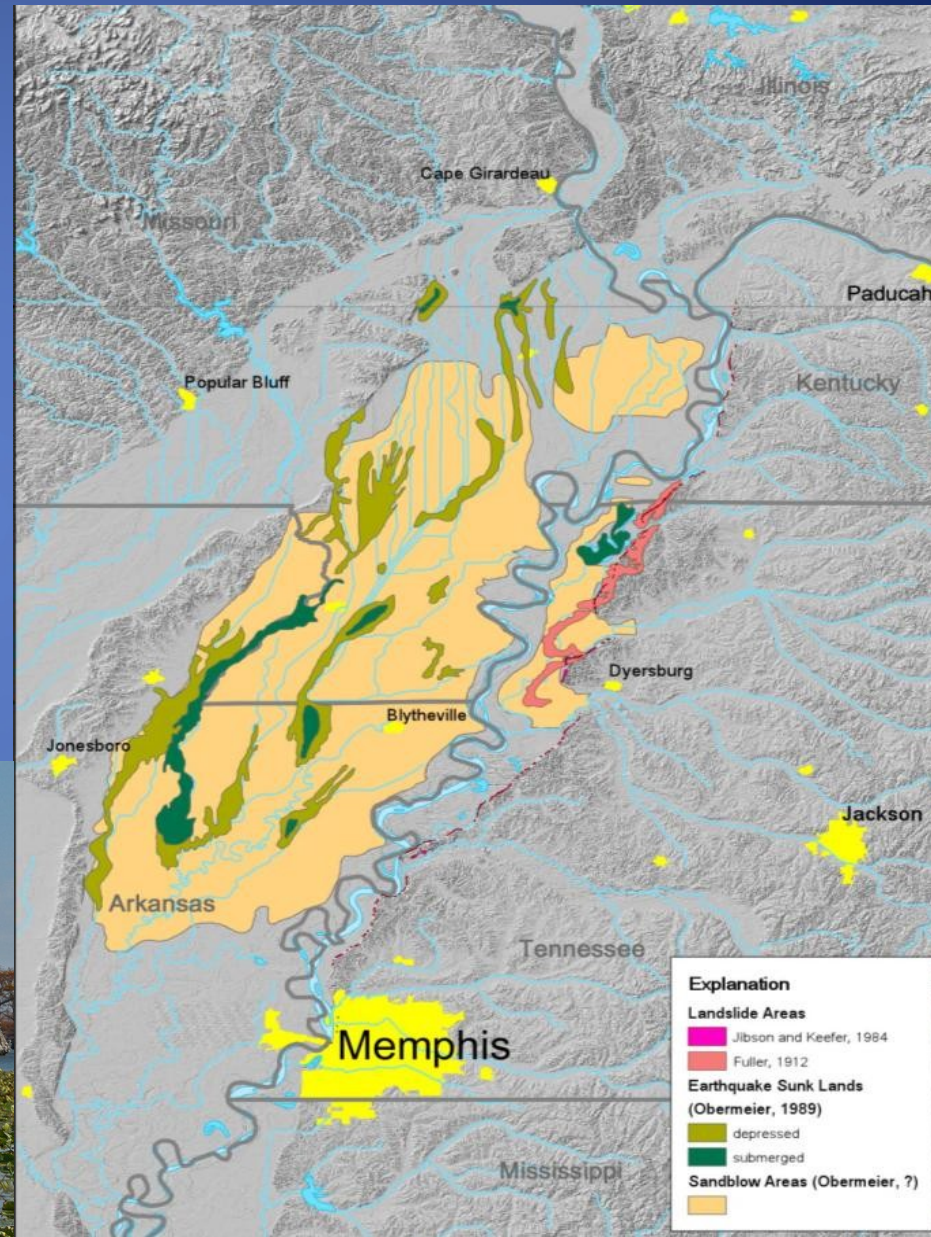 Illinois
Cape Girardeau
Missouri
Paducah
Popular Bluff
Kentucky
Dyersburg
Blytheville
Jonesboro
Jackson
Arkansas
Tennessee
Memphis
Mississippi
Explanation
Landslide Areas
Jibson and Keefer, 1984
Fuller, 1912
Earthquake Sunk Lands
(Obermeier, 1989)
depressed
submerged
Sandblow Areas (Obermeier, ?)